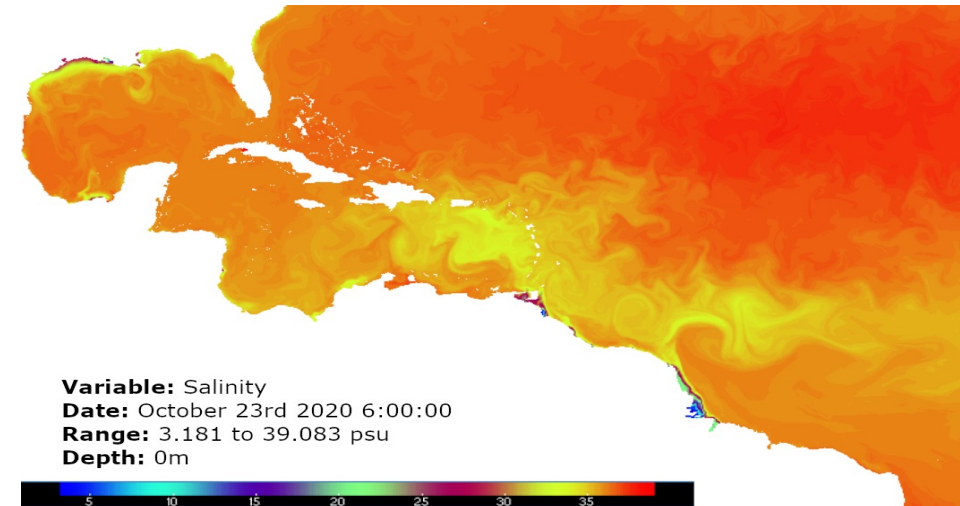 Variable: Salinity
Date: October 23rd 2020 6:00:00
Range: 3.181 to 39.083 psu
Depth: 0m
5 10 15 20 25 30 35